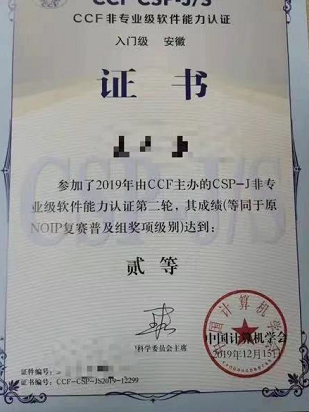 CCF CSP-J/S
CCF非专业级软件能力认证
入门级 安徽
证书
参加了2019年由CCF主办的CSP-J非专
业级软件能力认证第二轮，其成绩(等同于原
NOIP复赛普及组奖项级别)达到：
贰等
科学委员会主席
中国计算机学会
2019年12月15日
证件编号：
证书编号：CCF-CSP-JS2019-12299